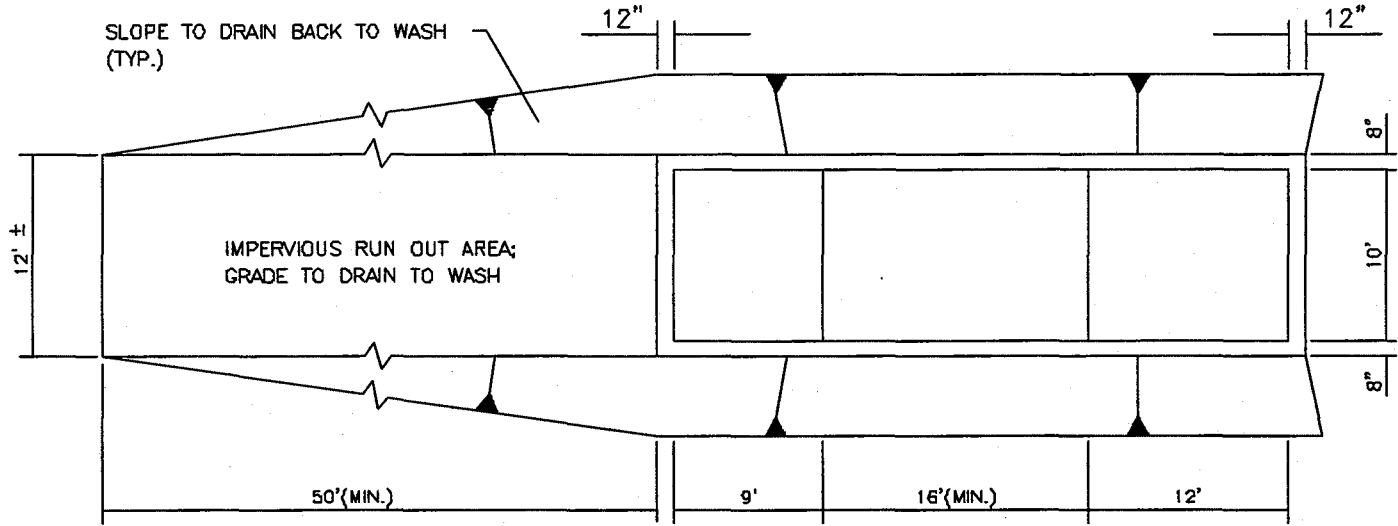 SLOPE TO DRAIN BACK TO WASH
(TYP.)
12"
12"
8"
12' ±
IMPERVIOUS RUN OUT AREA;
GRADE TO DRAIN TO WASH
10'
8"
50'(MIN.)
9'
16'(MIN.)
12'